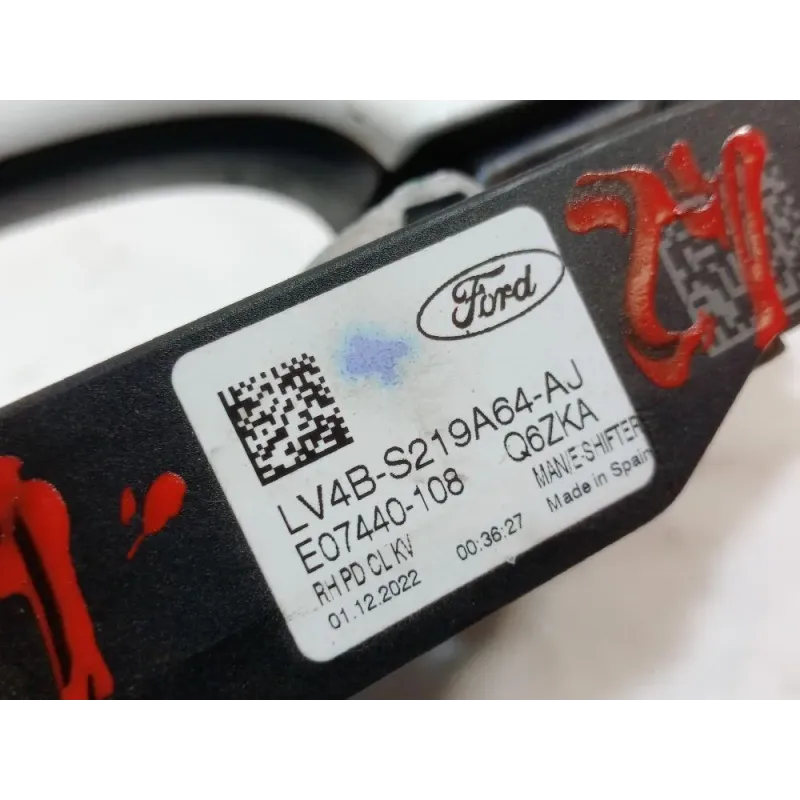 Ford
LV4B-S219A64-AJ
E07440-108 Q6ZKA
RH PD CL KV MAN/E-SHIFTER
01.12.2022 00:36:27 Made in Spain